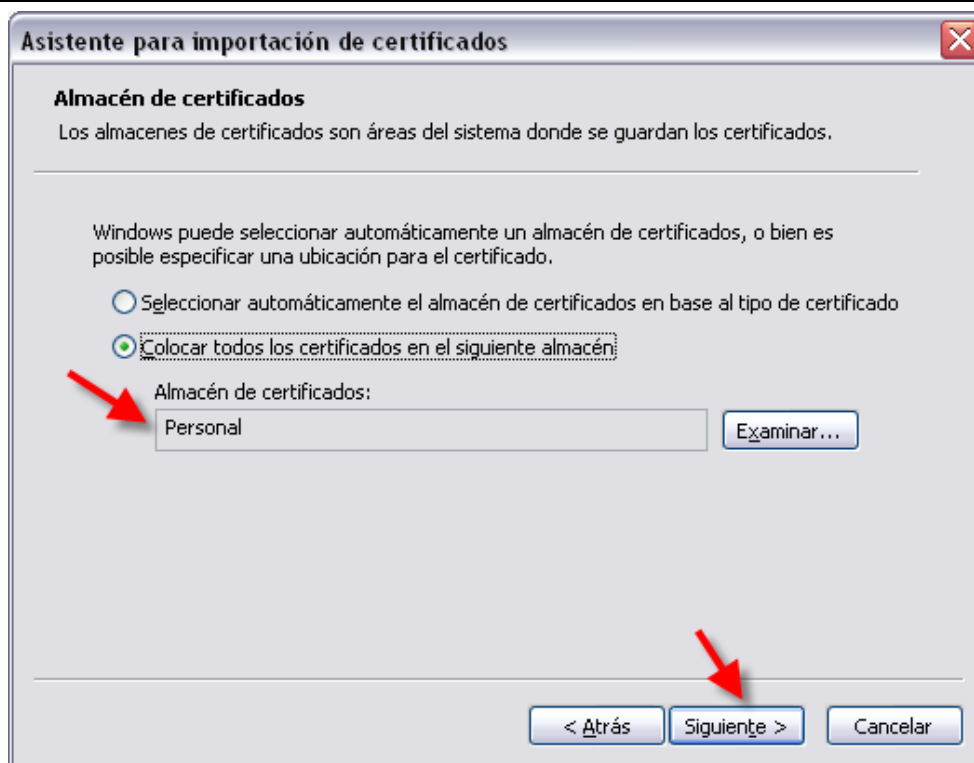 Asistente para importación de certificados
Almacén de certificados
Los almacenes de certificados son áreas del sistema donde se guardan los certificados.
Windows puede seleccionar automáticamente un almacén de certificados, o bien es
posible especificar una ubicación para el certificado.
Seleccionar automáticamente el almacén de certificados en base al tipo de certificado
Colocar todos los certificados en el siguiente almacén
Almacén de certificados:
Personal
Examinar...
< Atrás
Siguiente >
Cancelar